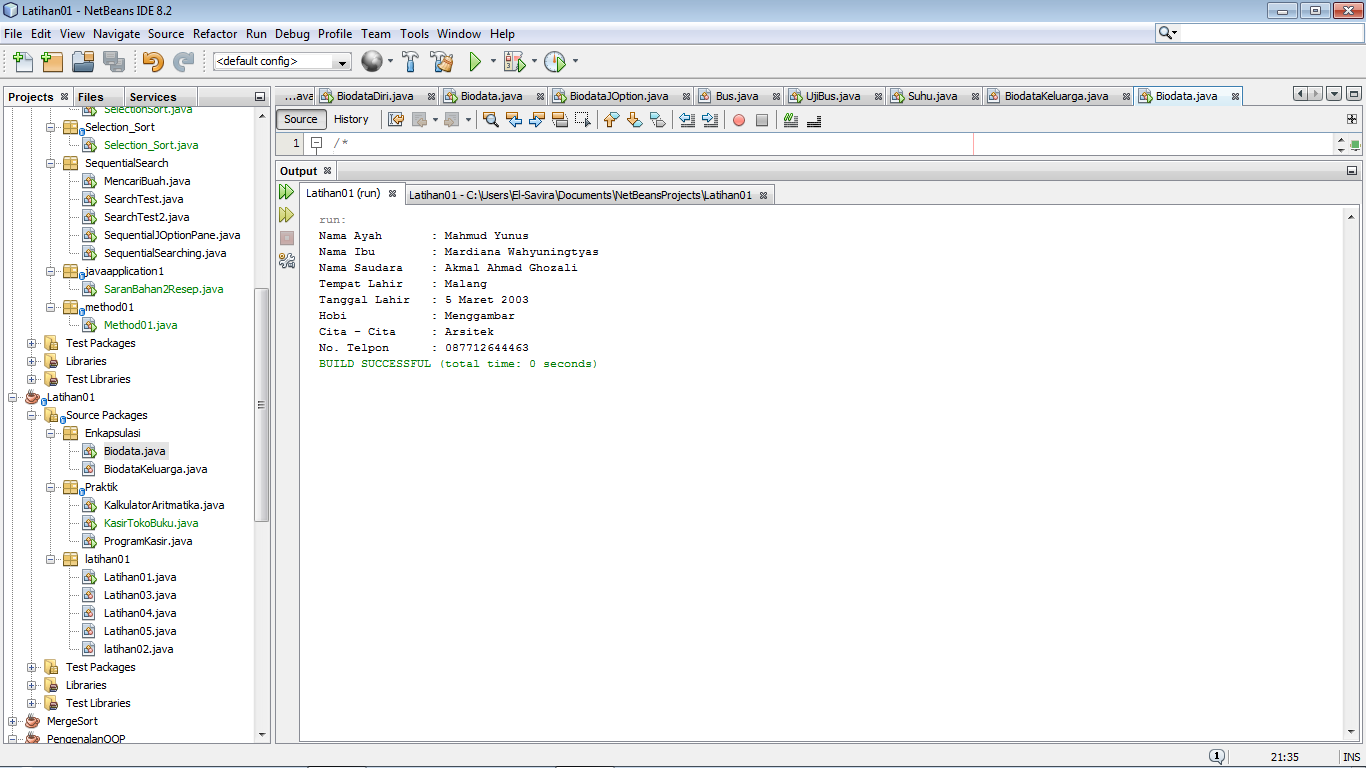 Latihan01 - NetBeans IDE 8.2
File Edit View Navigate Source Refactor Run Debug Profile Team Tools Window Help
<default config>
Projects Files Services
SelectionSort.java
Selection_Sort
Selection_Sort.java
SequentialSearch
MencariBuah.java
SearchTest.java
SearchTest2.java
SequentialJOptionPane.java
SequentialSearching.java
javaapplication1
SaranBahan2Resep.java
method01
Method01.java
Test Packages
Libraries
Test Libraries
Latihan01
Source Packages
Enkapsulasi
Biodata.java
BiodataKeluarga.java
Praktik
KalkulatorAritmatika.java
KasirTokoBuku.java
ProgramKasir.java
latihan01
Latihan01.java
Latihan03.java
Latihan04.java
Latihan05.java
latihan02.java
Test Packages
Libraries
Test Libraries
MergeSort
PengenalanOOP
...ava BiodataDiri.java Biodata.java BiodataJOption.java Bus.java UjiBus.java Suhu.java BiodataKeluarga.java Biodata.java
Source History
1 /*
Output
Latihan01 (run) Latihan01 - C:\Users\El-Savira\Documents\NetBeansProjects\Latihan01
run:
Nama Ayah : Mahmud Yunus
Nama Ibu : Mardiana Wahyuningtyas
Nama Saudara : Akmal Ahmad Ghozali
Tempat Lahir : Malang
Tanggal Lahir : 5 Maret 2003
Hobi : Menggambar
Cita - Cita : Arsitek
No. Telpon : 087712644463
BUILD SUCCESSFUL (total time: 0 seconds)
1 21:35 INS